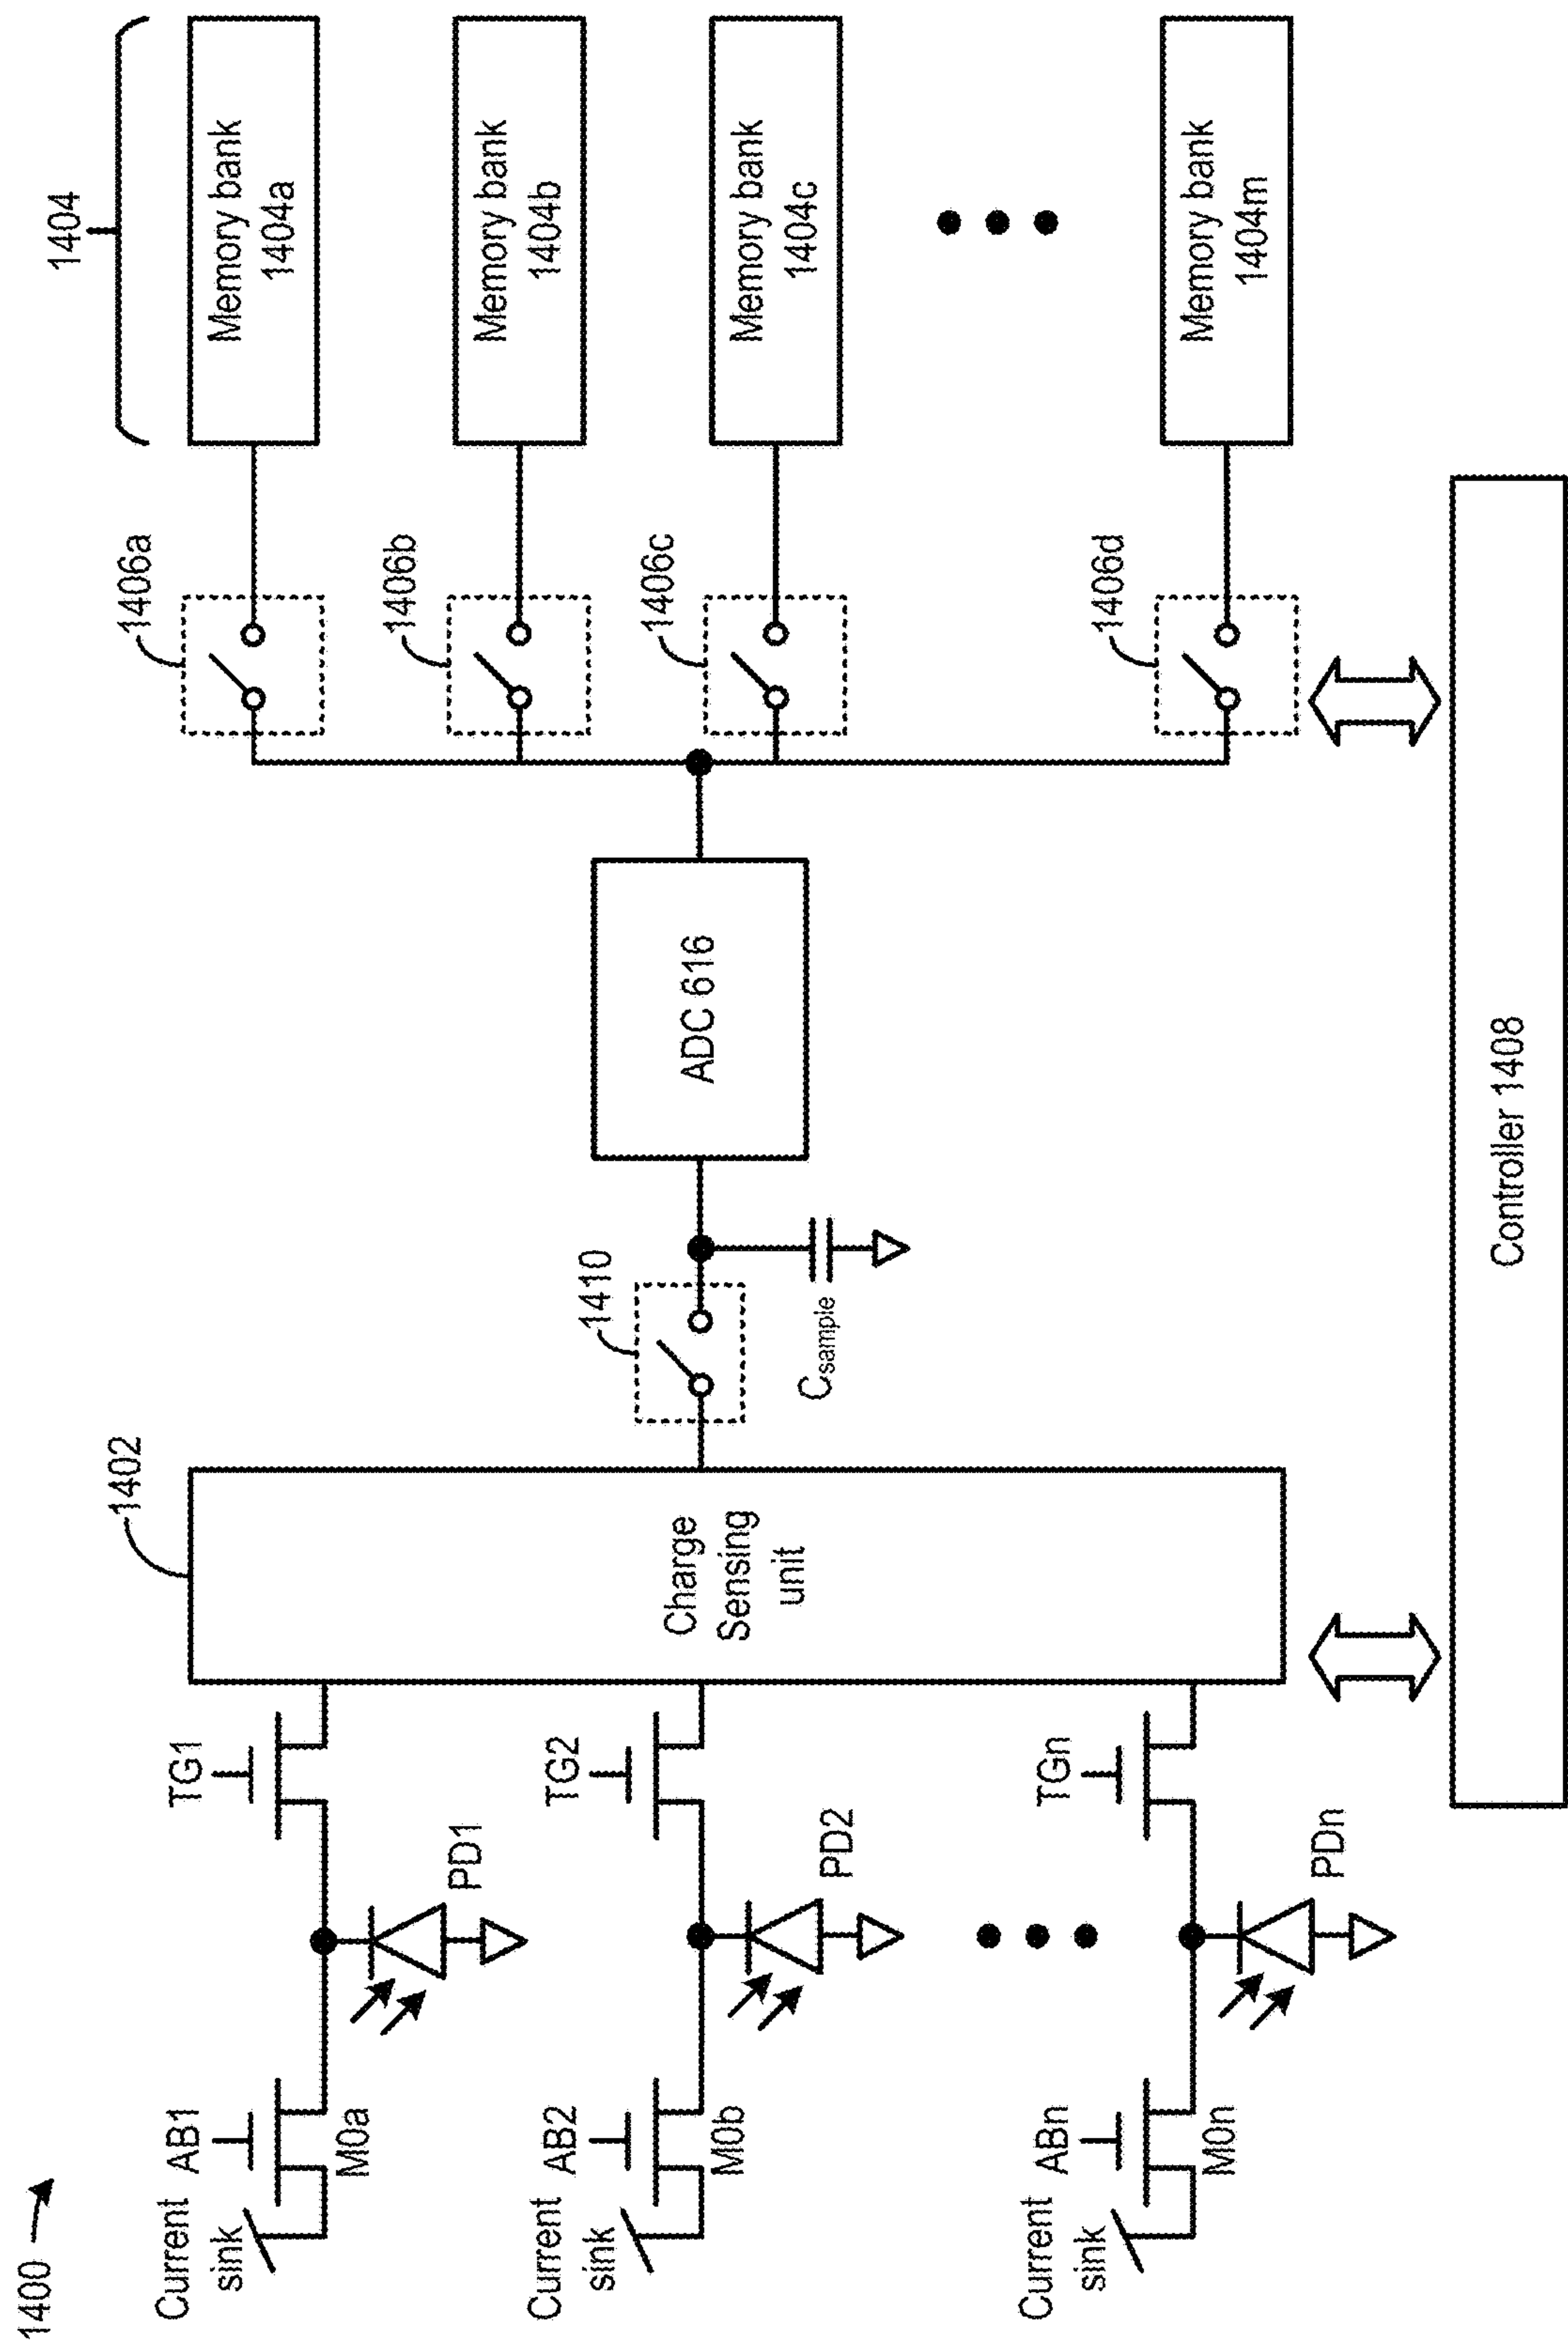 1400
Current
sink
AB1
M0a
PD1
TG1
Current
sink
AB2
M0b
PD2
TG2
Current
sink
ABn
M0n
PDn
TGn
1402
Charge
Sensing
unit
1410
Csample
ADC 616
1406a
1406b
1406c
1406d
1404
Memory bank
1404a
Memory bank
1404b
Memory bank
1404c
Memory bank
1404m
Controller 1408